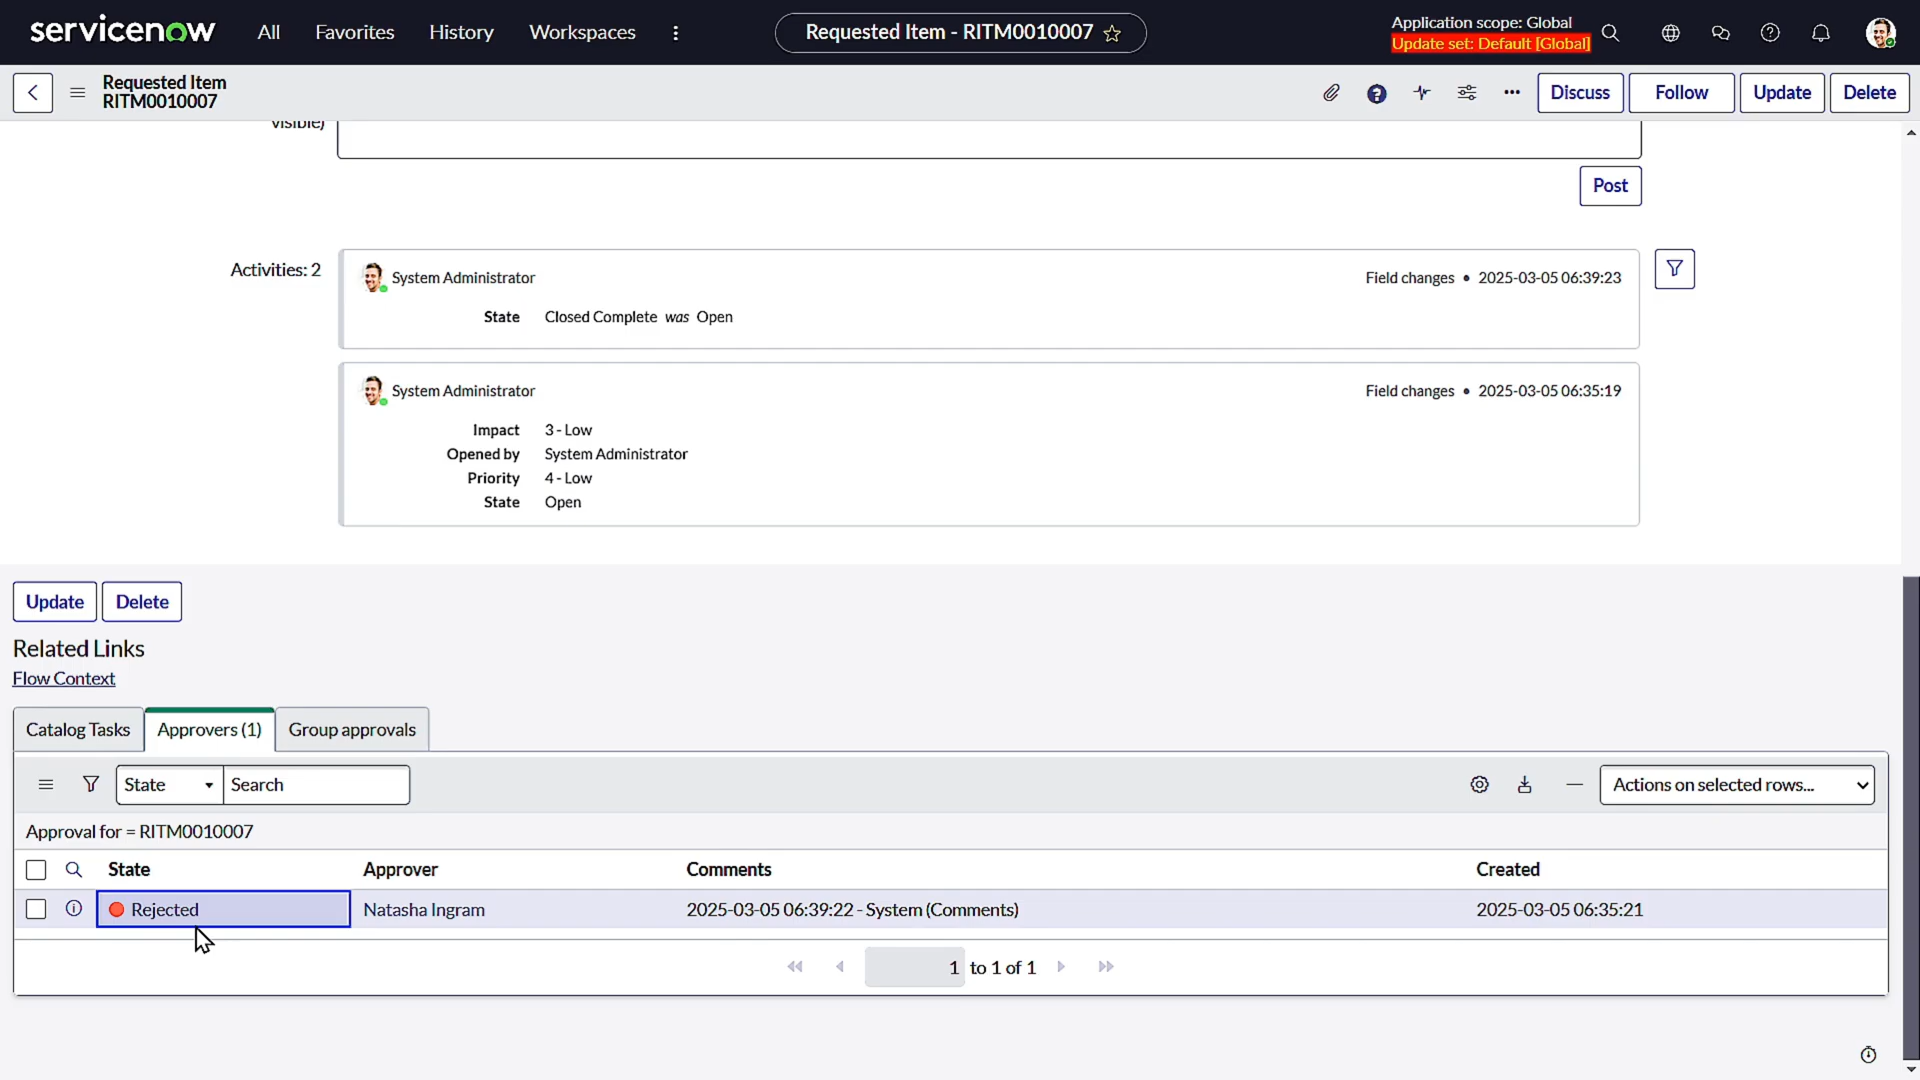 servicenow
All
Favorites
History
Workspaces
Requested Item - RITM0010007
Application scope: Global
Update set: Default [Global]
Requested Item
RITM0010007
Discuss
Follow
Update
Delete
visible)
Post
Activities: 2
System Administrator
Field changes • 2025-03-05 06:39:23
State Closed Complete was Open
System Administrator
Field changes • 2025-03-05 06:35:19
Impact 3 - Low
Opened by System Administrator
Priority 4 - Low
State Open
Update
Delete
Related Links
Flow Context
Catalog Tasks
Approvers (1)
Group approvals
State
Search
Actions on selected rows...
Approval for = RITM0010007
State Approver Comments Created
Rejected Natasha Ingram 2025-03-05 06:39:22 - System (Comments) 2025-03-05 06:35:21
1 to 1 of 1